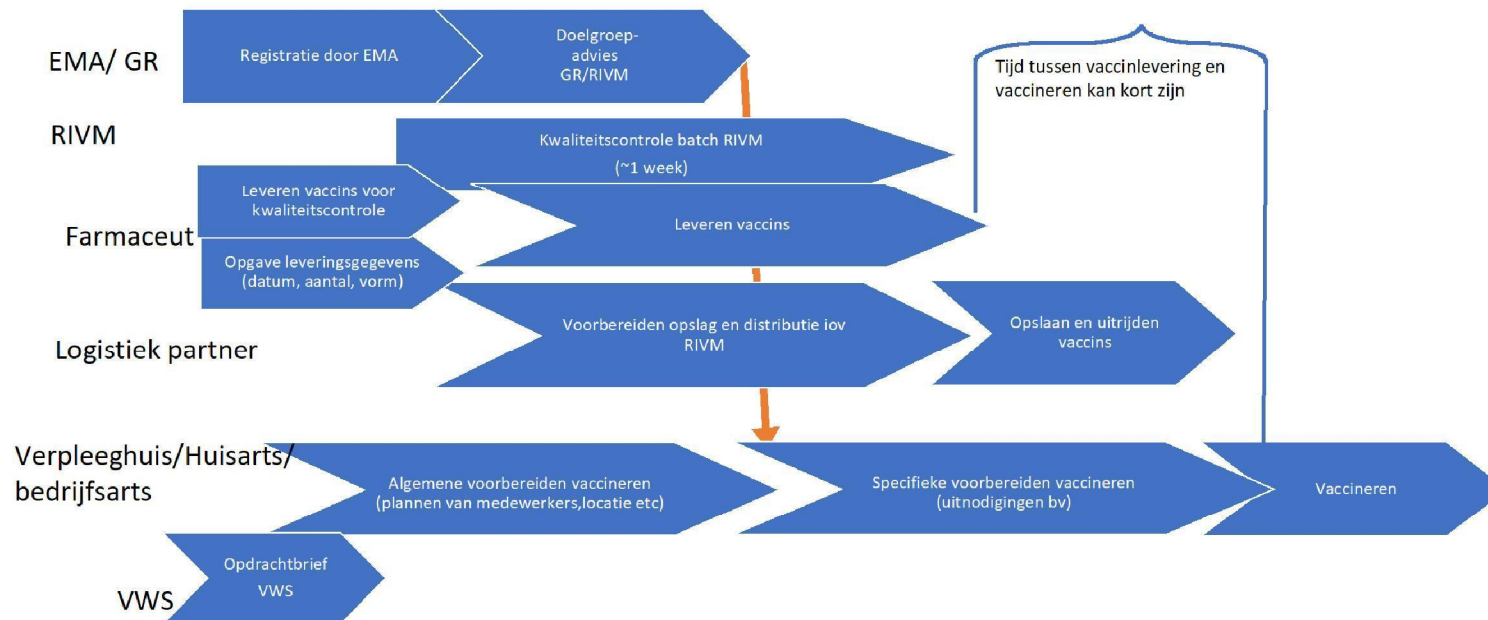 EMA/ GR
Registratie door EMA
Doelgroep-
advies
GR/RIVM
Tijd tussen vaccinlevering en
vaccineren kan kort zijn
RIVM
Kwaliteitscontrole batch RIVM
(~1 week)
Farmaceut
Leveren vaccins voor
kwaliteitscontrole
Leveren vaccins
Opgave leveringsgegevens
(datum, aantal, vorm)
Logistiek partner
Voorbereiden opslag en distributie iov
RIVM
Opslaan en uitrijden
vaccins
Verpleeghuis/Huisarts/
bedrijfsarts
Algemene voorbereiden vaccineren
(plannen van medewerkers,locatie etc)
Specifieke voorbereiden vaccineren
(uitnodigingen bv)
Vaccineren
VWS
Opdrachtbrief
VWS